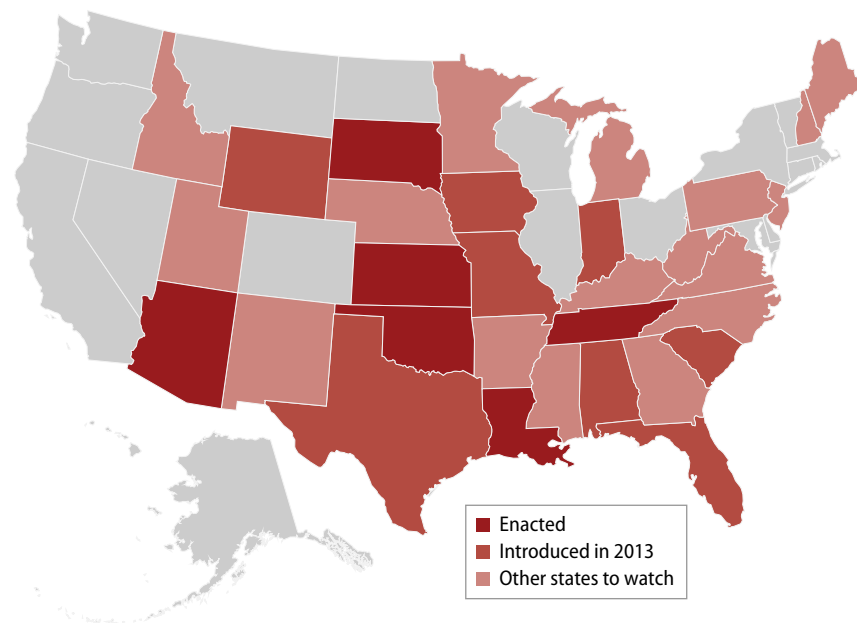 Enacted
Introduced in 2013
Other states to watch